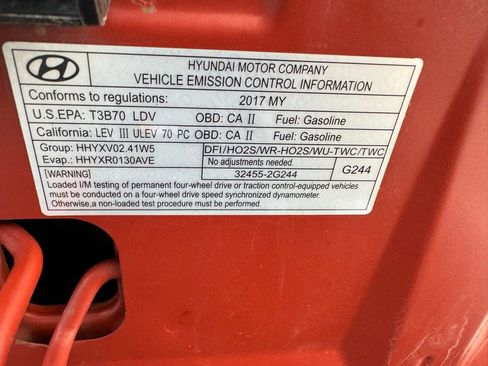 HYUNDAI MOTOR COMPANY
VEHICLE EMISSION CONTROL INFORMATION
Conforms to regulations: 2017 MY
U.S.EPA: T3B70 LDV OBD: CA II Fuel: Gasoline
California: LEV III ULEV 70 PC OBD: CA II Fuel: Gasoline
Group: HHYXV02.41W5 DFI/HO2S/WR-HO2S/WU-TWC/TWC
Evap.: HHYXR0130AVE No adjustments needed.
[WARNING] 32455-2G244 G244
Loaded I/M testing of permanent four-wheel drive or traction control-equipped vehicles
must be conducted on a four-wheel drive speed synchronized dynamometer.
Otherwise,a non-loaded test procedure must be performed.